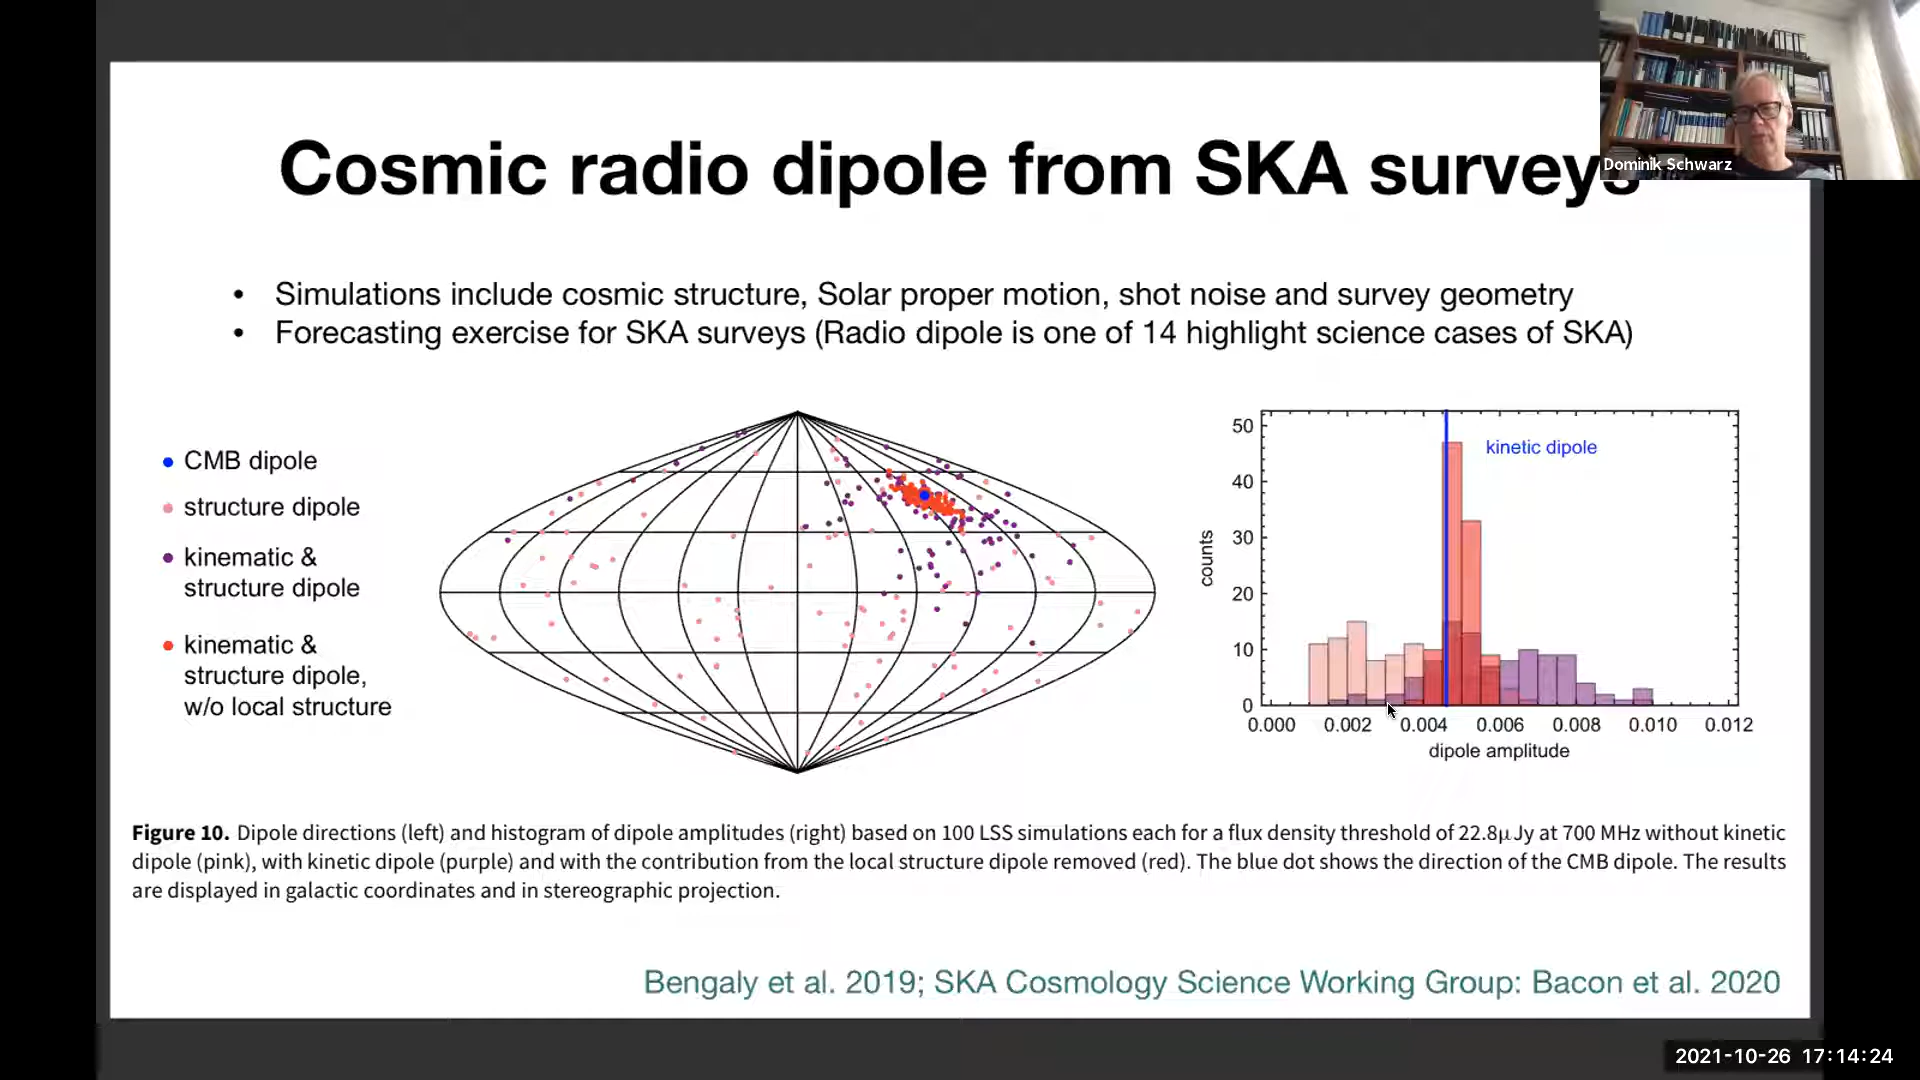 Cosmic radio dipole from SKA surveys
Dominik Schwarz
• Simulations include cosmic structure, Solar proper motion, shot noise and survey geometry
• Forecasting exercise for SKA surveys (Radio dipole is one of 14 highlight science cases of SKA)
CMB dipole
structure dipole
kinematic &
structure dipole
kinematic &
structure dipole,
w/o local structure
50
40
30
20
10
0
counts
kinetic dipole
0.000 0.002 0.004 0.006 0.008 0.010 0.012
dipole amplitude
Figure 10. Dipole directions (left) and histogram of dipole amplitudes (right) based on 100 LSS simulations each for a flux density threshold of 22.8µJy at 700 MHz without kinetic
dipole (pink), with kinetic dipole (purple) and with the contribution from the local structure dipole removed (red). The blue dot shows the direction of the CMB dipole. The results
are displayed in galactic coordinates and in stereographic projection.
Bengaly et al. 2019; SKA Cosmology Science Working Group: Bacon et al. 2020
2021-10-26 17:14:24